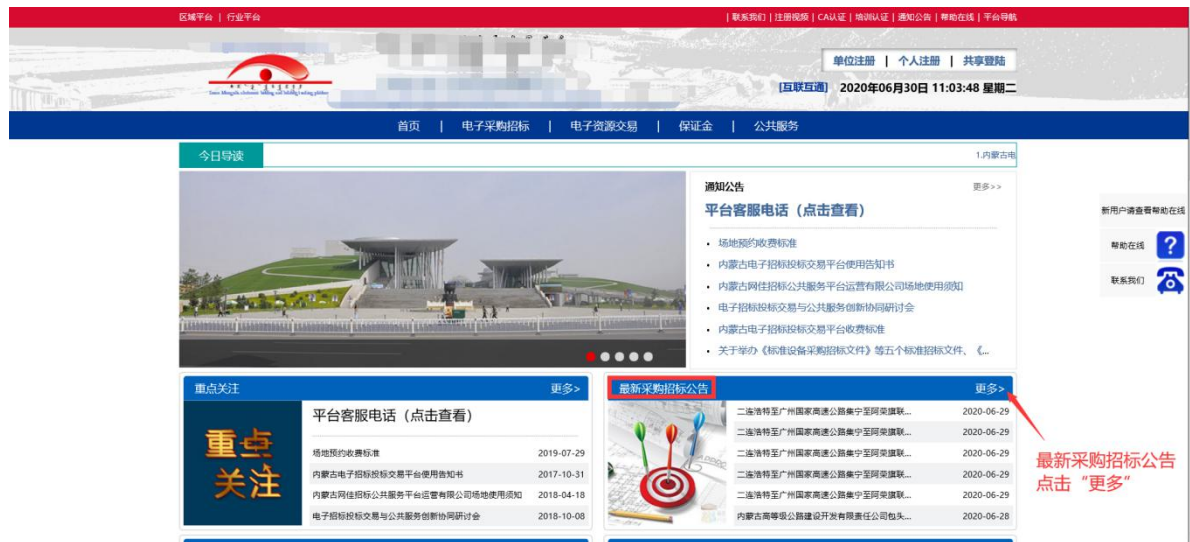 区域平台 | 行业平台
| 联系我们 | 注册视频 | CA认证 | 培训认证 | 通知公告 | 帮助在线 | 平台导航
单位注册 | 个人注册 | 共享登陆
[互联互通] 2020年06月30日 11:03:48 星期二
首页 | 电子采购招标 | 电子资源交易 | 保证金 | 公共服务
今日导读
1.内蒙古电
通知公告 更多>>
平台客服电话（点击查看）
场地预约收费标准
内蒙古电子招标投标交易平台使用告知书
内蒙古网佳招标公共服务平台运营有限公司场地使用须知
电子招标投标交易与公共服务创新协同研讨会
内蒙古电子招标投标交易平台收费标准
关于举办《标准设备采购招标文件》等五个标准招标文件、《...
新用户请查看帮助在线
帮助在线 ?
联系我们
重点关注 更多>
重点
关注
平台客服电话（点击查看）
场地预约收费标准 2019-07-29
内蒙古电子招标投标交易平台使用告知书 2017-10-31
内蒙古网佳招标公共服务平台运营有限公司场地使用须知 2018-04-18
电子招标投标交易与公共服务创新协同研讨会 2018-10-08
最新采购招标公告 更多>
二连浩特至广州国家高速公路集宁至阿荣旗联... 2020-06-29
二连浩特至广州国家高速公路集宁至阿荣旗联... 2020-06-29
二连浩特至广州国家高速公路集宁至阿荣旗联... 2020-06-29
二连浩特至广州国家高速公路集宁至阿荣旗联... 2020-06-29
二连浩特至广州国家高速公路集宁至阿荣旗联... 2020-06-29
内蒙古高等级公路建设开发有限责任公司包头... 2020-06-28
最新采购招标公告
点击“更多”